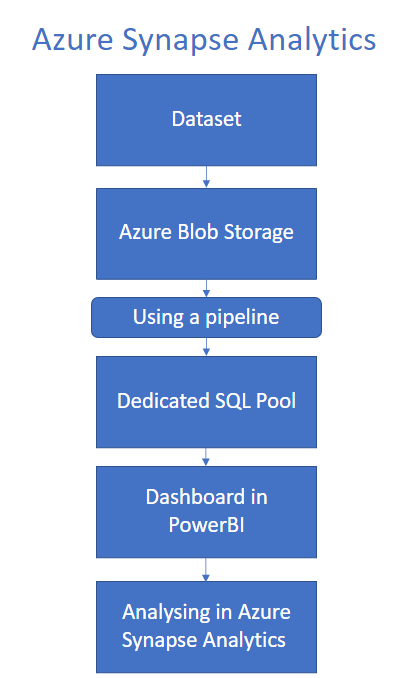 Azure Synapse Analytics
Dataset
Azure Blob Storage
Using a pipeline
Dedicated SQL Pool
Dashboard in
PowerBI
Analysing in Azure
Synapse Analytics